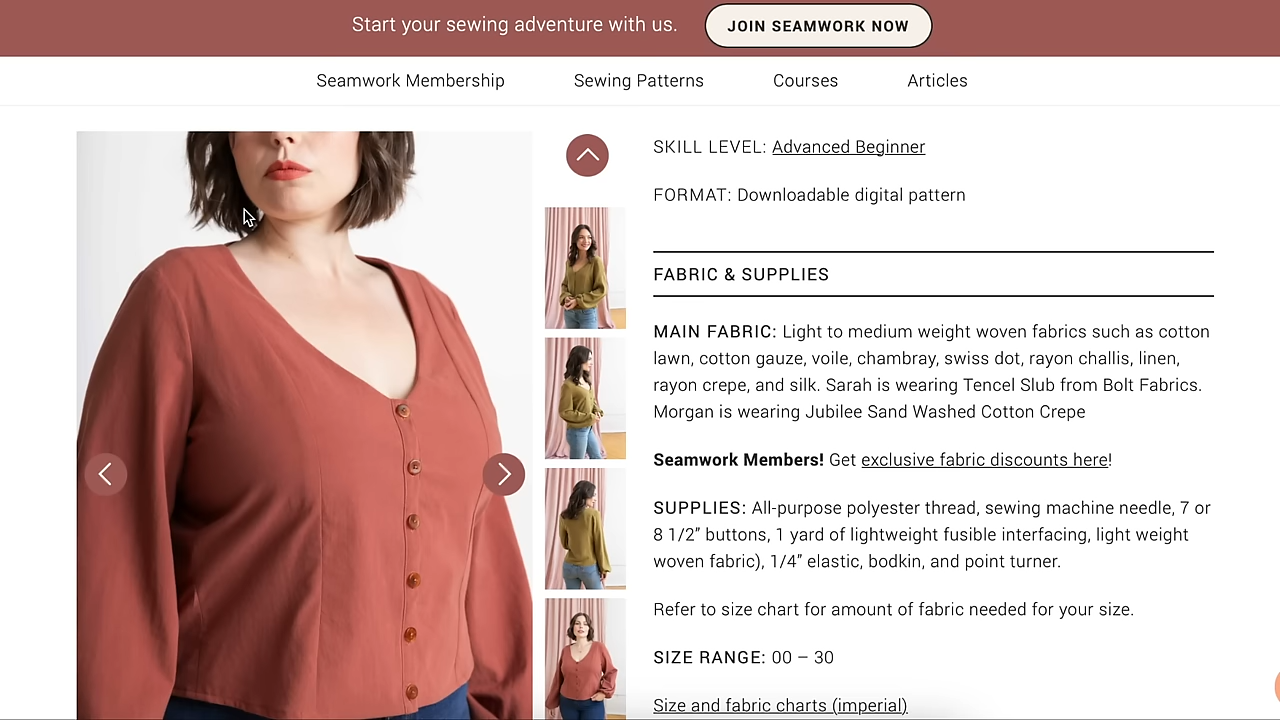 Start your sewing adventure with us.
JOIN SEAMWORK NOW
Seamwork Membership
Sewing Patterns
Courses
Articles
SKILL LEVEL: Advanced Beginner
FORMAT: Downloadable digital pattern
FABRIC & SUPPLIES
MAIN FABRIC: Light to medium weight woven fabrics such as cotton
lawn, cotton gauze, voile, chambray, swiss dot, rayon challis, linen,
rayon crepe, and silk. Sarah is wearing Tencel Slub from Bolt Fabrics.
Morgan is wearing Jubilee Sand Washed Cotton Crepe
Seamwork Members! Get exclusive fabric discounts here!
SUPPLIES: All-purpose polyester thread, sewing machine needle, 7 or
8 1/2” buttons, 1 yard of lightweight fusible interfacing, light weight
woven fabric), 1/4” elastic, bodkin, and point turner.
Refer to size chart for amount of fabric needed for your size.
SIZE RANGE: 00 – 30
Size and fabric charts (imperial)